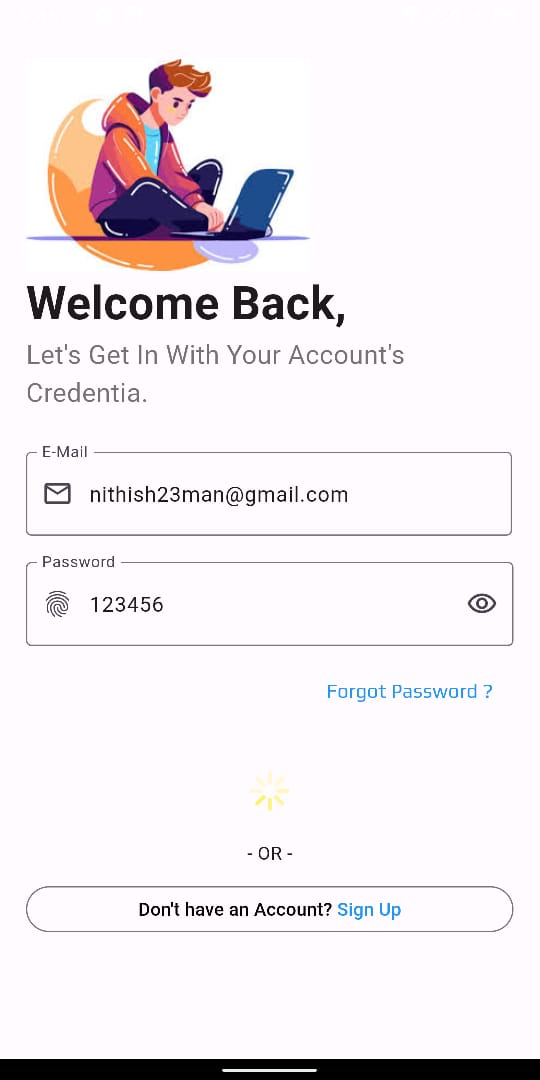 Welcome Back,
Let's Get In With Your Account's
Credentia.
E-Mail
nithish23man@gmail.com
Password
123456
Forgot Password ?
- OR -
Don't have an Account? Sign Up